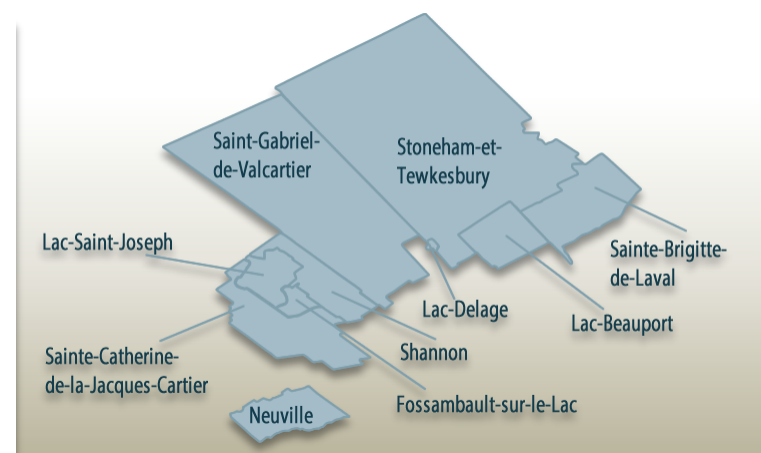 Saint-Gabriel-
de-Valcartier
Stoneham-et-
Tewkesbury
Lac-Saint-Joseph
Sainte-Brigitte-
de-Laval
Lac-Delage
Lac-Beauport
Shannon
Sainte-Catherine-
de-la-Jacques-Cartier
Fossambault-sur-le-Lac
Neuville